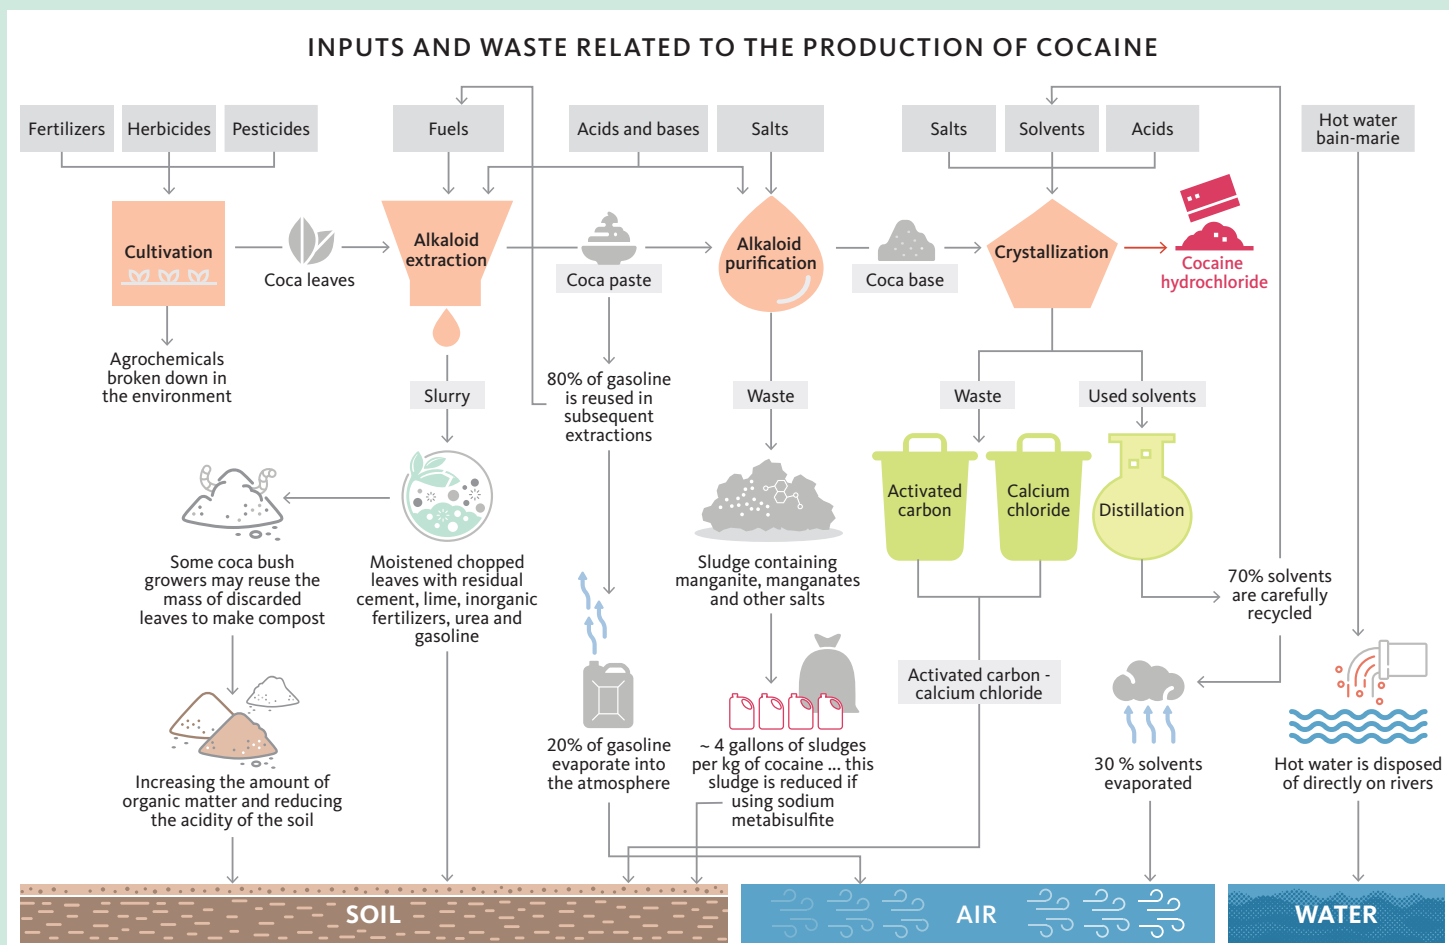 INPUTS AND WASTE RELATED TO THE PRODUCTION OF COCAINE
Fertilizers
Herbicides
Pesticides
Fuels
Acids and bases
Salts
Salts
Solvents
Acids
Hot water
bain-marie
Cultivation
Coca leaves
Alkaloid
extraction
Coca paste
Alkaloid
purification
Coca base
Crystallization
Cocaine
hydrochloride
Agrochemicals
broken down in
the environment
Slurry
80% of gasoline
is reused in
subsequent
extractions
Waste
Waste
Used solvents
Activated
carbon
Calcium
chloride
Distillation
Some coca bush
growers may reuse the
mass of discarded
leaves to make compost
Moistened chopped
leaves with residual
cement, lime, inorganic
fertilizers, urea and
gasoline
Sludge containing
manganite, manganates
and other salts
70% solvents
are carefully
recycled
Activated carbon -
calcium chloride
Increasing the amount of
organic matter and reducing
the acidity of the soil
20% of gasoline
evaporate into
the atmosphere
~ 4 gallons of sludges
per kg of cocaine ... this
sludge is reduced if
using sodium
metabisulfite
30 % solvents
evaporated
Hot water is disposed
of directly on rivers
SOIL
AIR
WATER